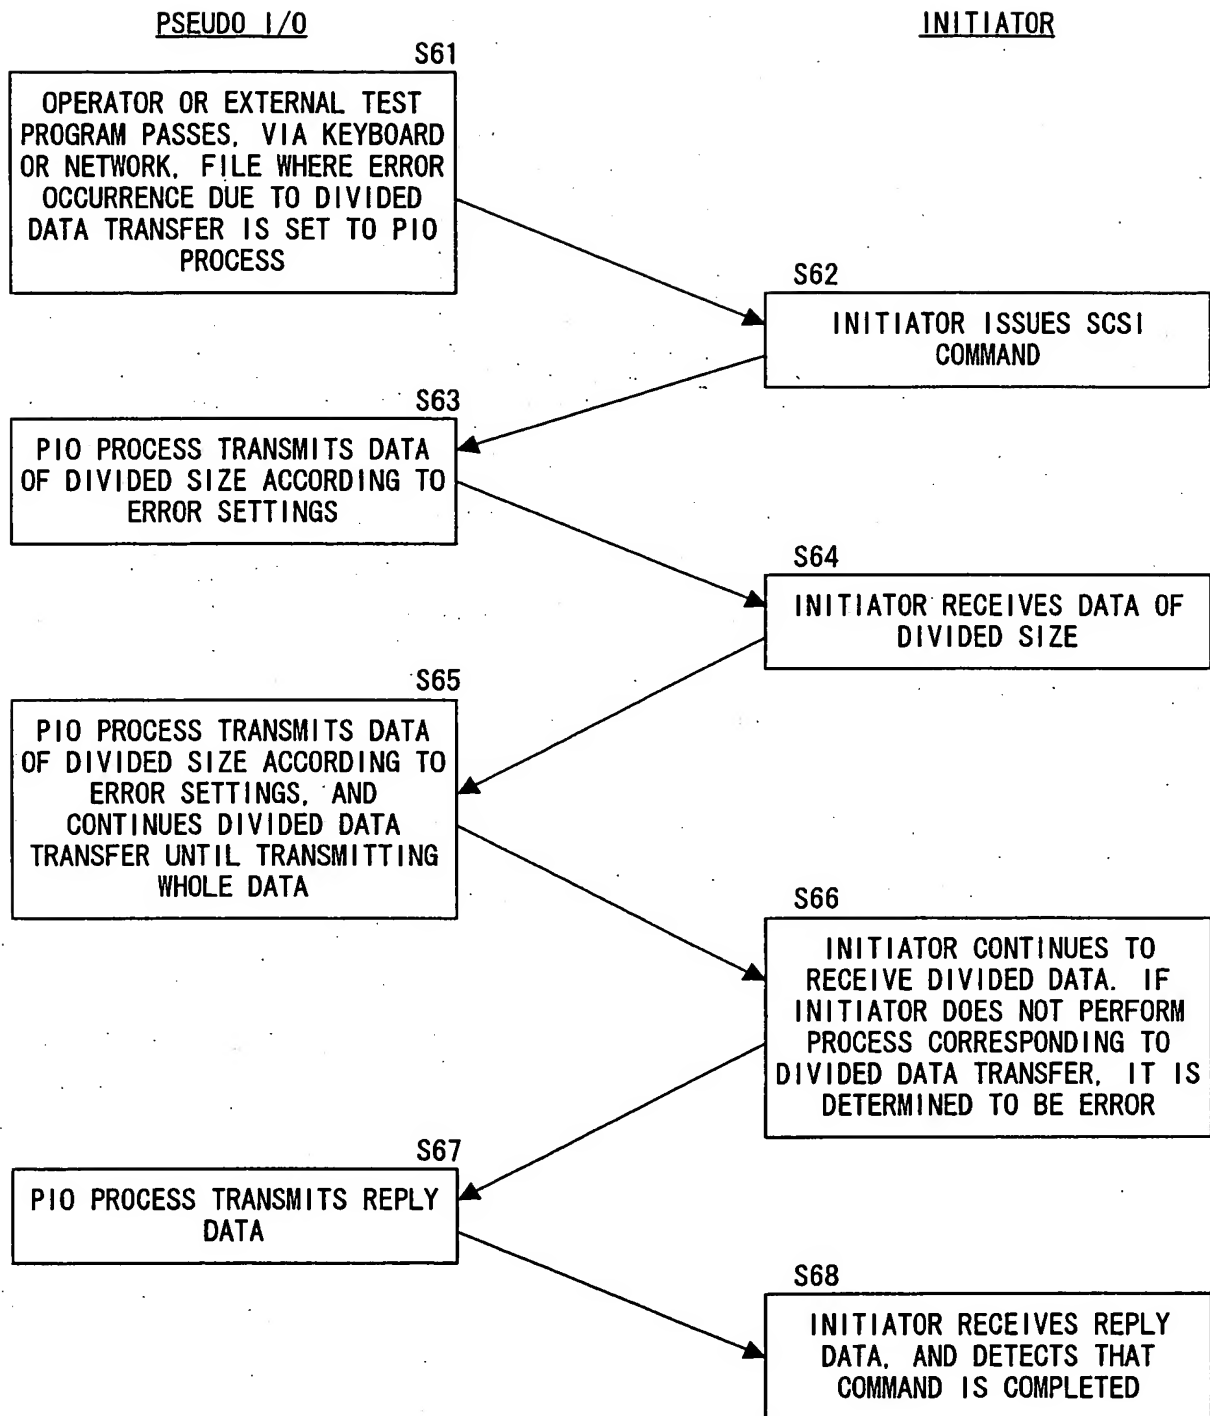 PSEUDO I/O
INITIATOR
S61
OPERATOR OR EXTERNAL TEST
PROGRAM PASSES, VIA KEYBOARD
OR NETWORK, FILE WHERE ERROR
OCCURRENCE DUE TO DIVIDED
DATA TRANSFER IS SET TO PIO
PROCESS
S62
INITIATOR ISSUES SCSI
COMMAND
S63
PIO PROCESS TRANSMITS DATA
OF DIVIDED SIZE ACCORDING TO
ERROR SETTINGS
S64
INITIATOR RECEIVES DATA OF
DIVIDED SIZE
S65
PIO PROCESS TRANSMITS DATA
OF DIVIDED SIZE ACCORDING TO
ERROR SETTINGS, AND
CONTINUES DIVIDED DATA
TRANSFER UNTIL TRANSMITTING
WHOLE DATA
S66
INITIATOR CONTINUES TO
RECEIVE DIVIDED DATA. IF
INITIATOR DOES NOT PERFORM
PROCESS CORRESPONDING TO
DIVIDED DATA TRANSFER, IT IS
DETERMINED TO BE ERROR
S67
PIO PROCESS TRANSMITS REPLY
DATA
S68
INITIATOR RECEIVES REPLY
DATA, AND DETECTS THAT
COMMAND IS COMPLETED